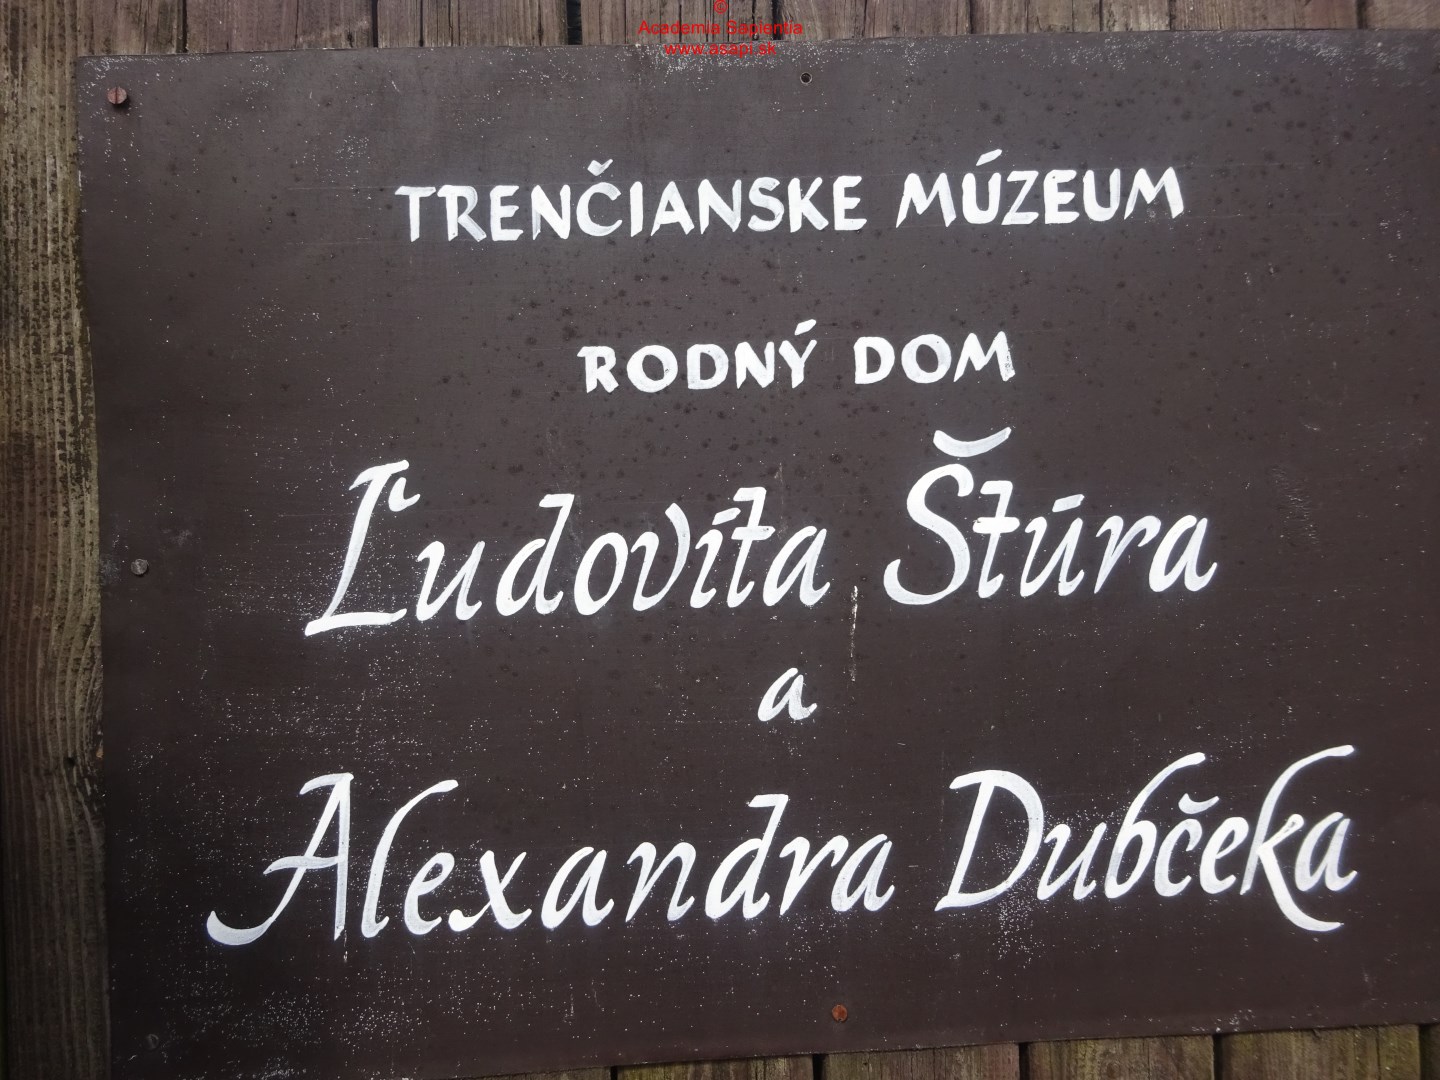 ©
Academia Sapientia
www.asapi.sk
TRENČIANSKE MÚZEUM
RODNÝ DOM
Ľudovíta Štúra
a
Alexandra Dubčeka